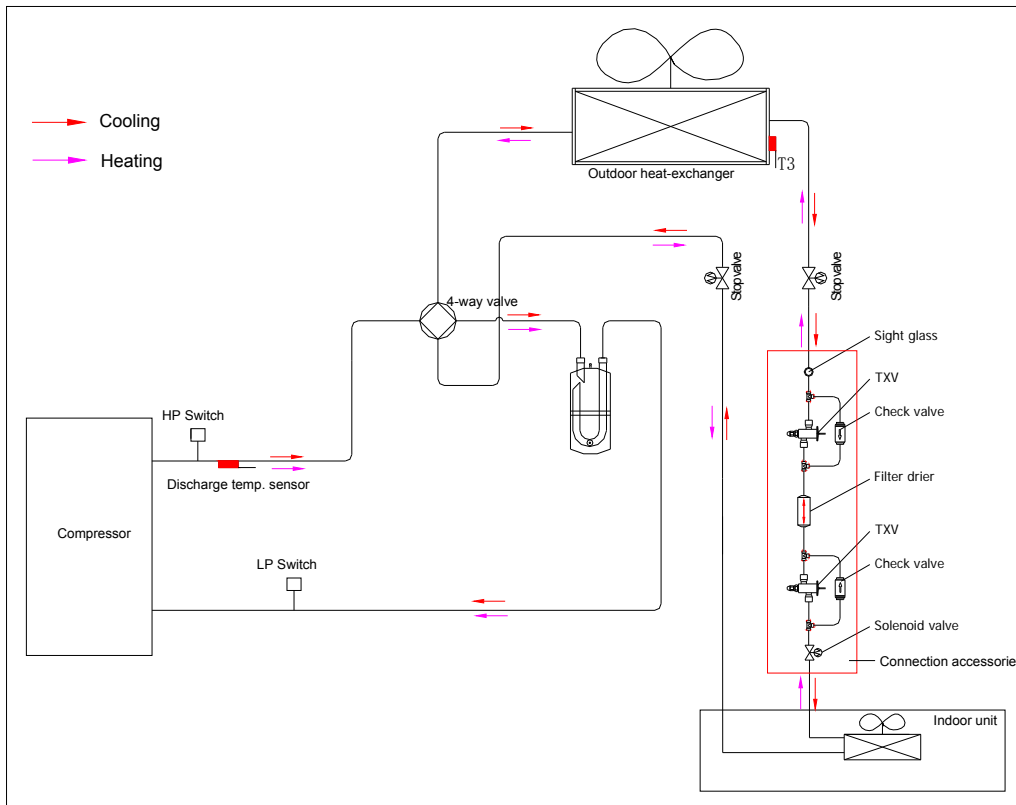 Cooling
Heating
T3
Outdoor heat-exchanger
Stop valve
Stop valve
4-way valve
Sight glass
TXV
Check valve
HP Switch
Discharge temp. sensor
Filter drier
Compressor
TXV
LP Switch
Check valve
Solenoid valve
Connection accessorie
Indoor unit